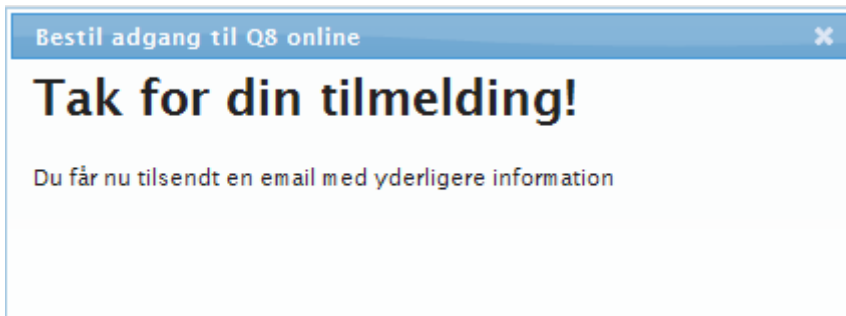 Bestil adgang til Q8 online
Tak for din tilmelding!
Du får nu tilsendt en email med yderligere information